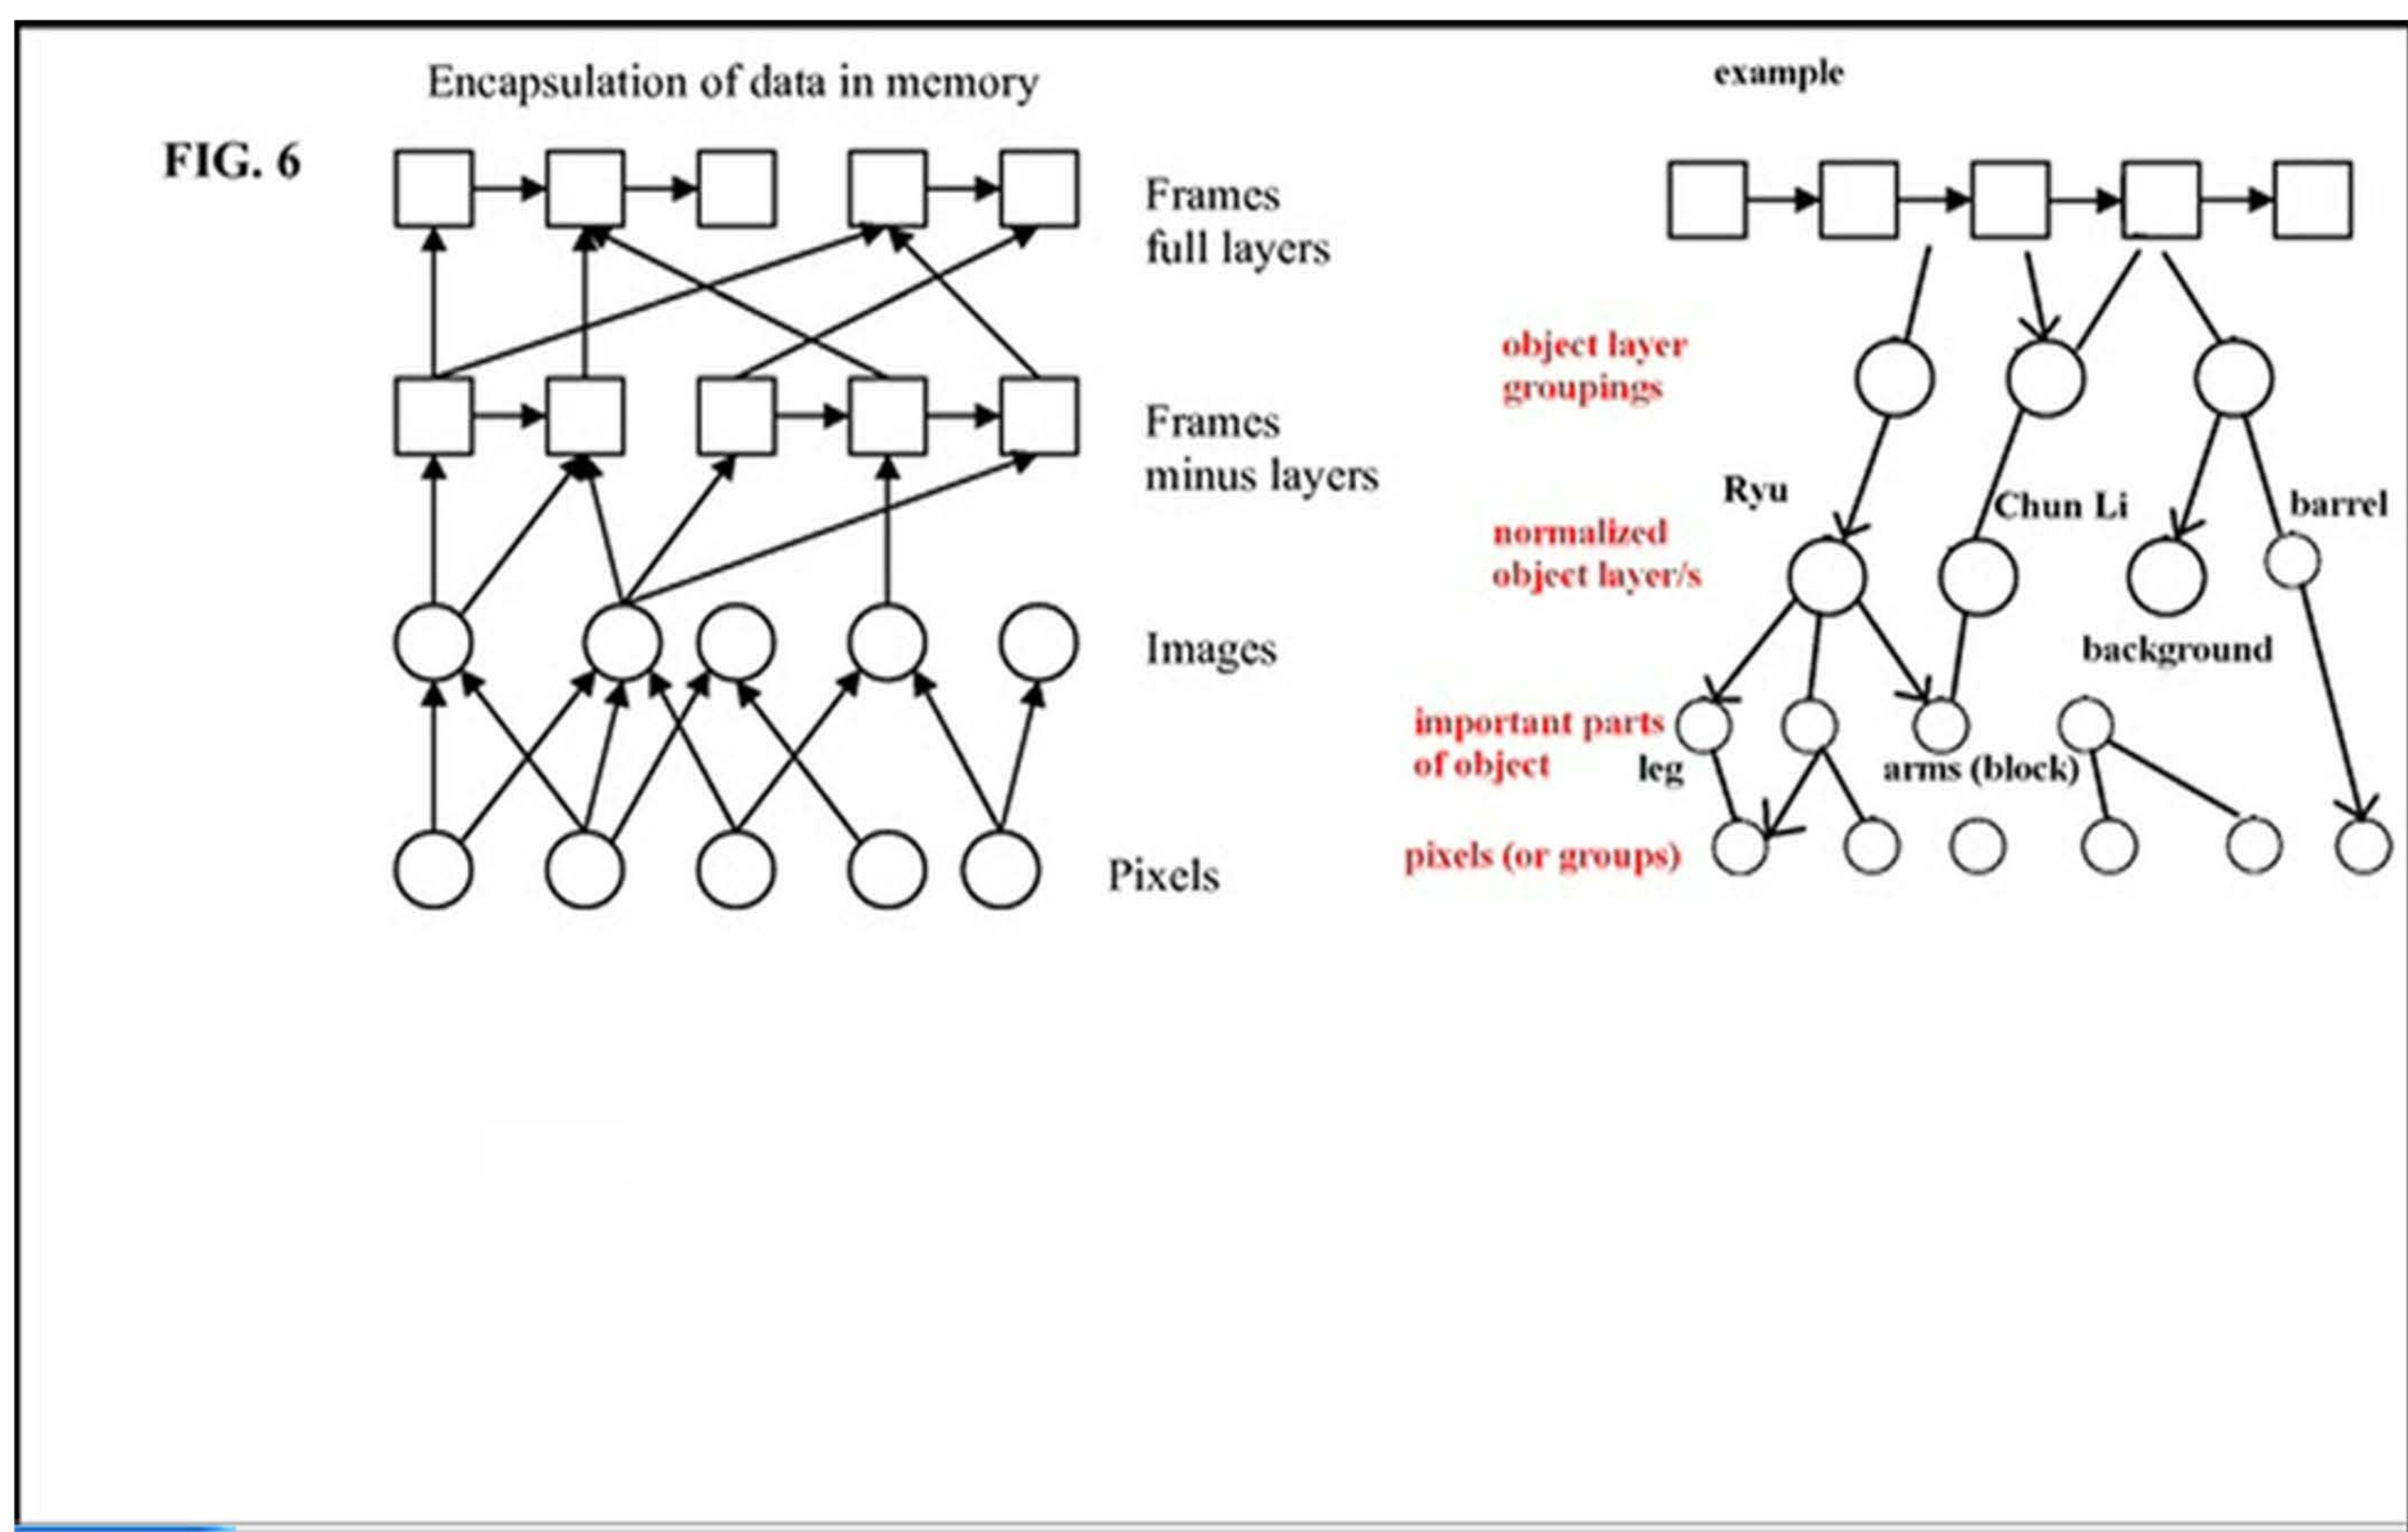 Encapsulation of data in memory
FIG. 6
Frames
full layers
Frames
minus layers
Images
Pixels
example
object layer
groupings
Ryu
Chun Li
barrel
normalized
object layer/s
background
important parts
of object
leg
arms (block)
pixels (or groups)